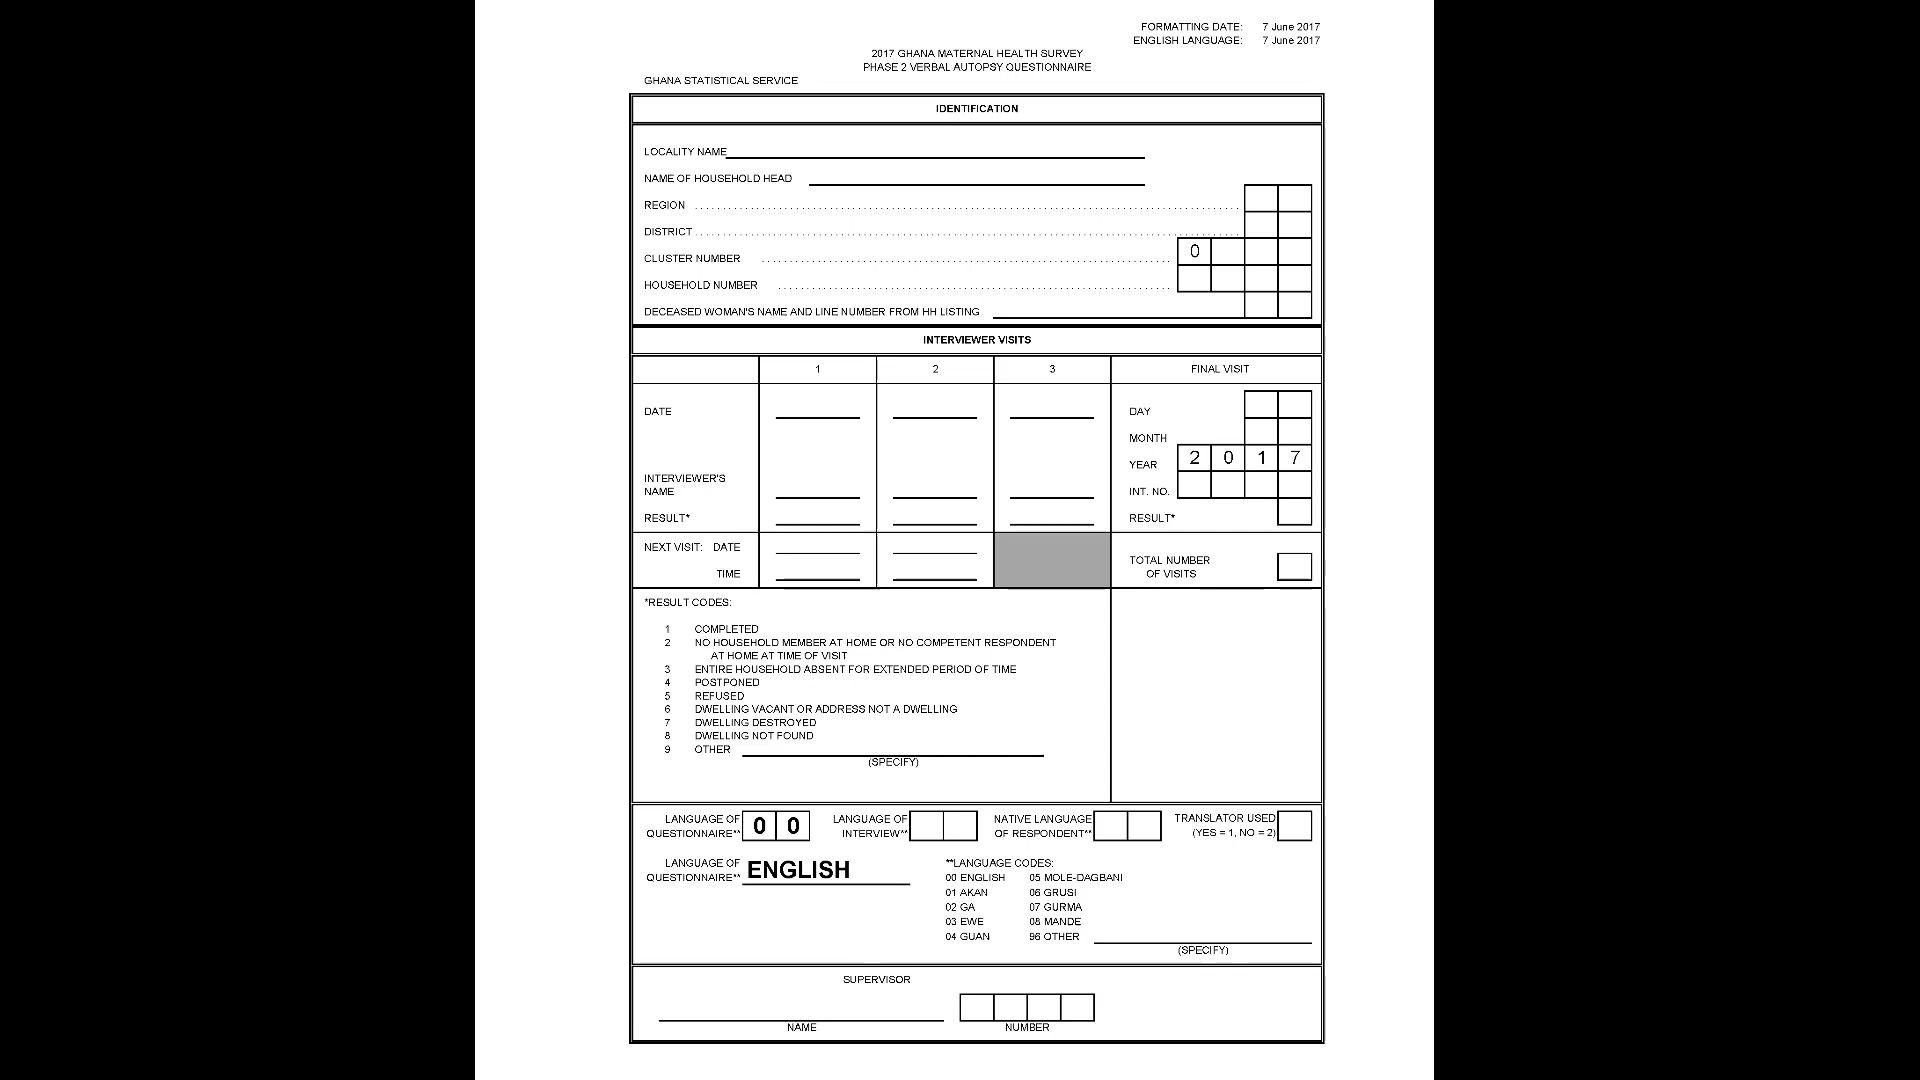 FORMATTING DATE: 7 June 2017
ENGLISH LANGUAGE: 7 June 2017
2017 GHANA MATERNAL HEALTH SURVEY
PHASE 2 VERBAL AUTOPSY QUESTIONNAIRE
GHANA STATISTICAL SERVICE
IDENTIFICATION
LOCALITY NAME
NAME OF HOUSEHOLD HEAD
REGION
DISTRICT
CLUSTER NUMBER 0
HOUSEHOLD NUMBER
DECEASED WOMAN'S NAME AND LINE NUMBER FROM HH LISTING
INTERVIEWER VISITS
1 2 3 FINAL VISIT
DATE DAY
MONTH
YEAR 2 0 1 7
INTERVIEWER'S
NAME INT. NO.
RESULT* RESULT*
NEXT VISIT: DATE
TIME
TOTAL NUMBER
OF VISITS
*RESULT CODES:
1 COMPLETED
2 NO HOUSEHOLD MEMBER AT HOME OR NO COMPETENT RESPONDENT
AT HOME AT TIME OF VISIT
3 ENTIRE HOUSEHOLD ABSENT FOR EXTENDED PERIOD OF TIME
4 POSTPONED
5 REFUSED
6 DWELLING VACANT OR ADDRESS NOT A DWELLING
7 DWELLING DESTROYED
8 DWELLING NOT FOUND
9 OTHER
(SPECIFY)
LANGUAGE OF
QUESTIONNAIRE** 0 0
LANGUAGE OF
INTERVIEW**
NATIVE LANGUAGE
OF RESPONDENT**
TRANSLATOR USED
(YES = 1, NO = 2)
LANGUAGE OF
QUESTIONNAIRE** ENGLISH
**LANGUAGE CODES:
00 ENGLISH 05 MOLE-DAGBANI
01 AKAN 06 GRUSI
02 GA 07 GURMA
03 EWE 08 MANDE
04 GUAN 96 OTHER
(SPECIFY)
SUPERVISOR
NAME NUMBER